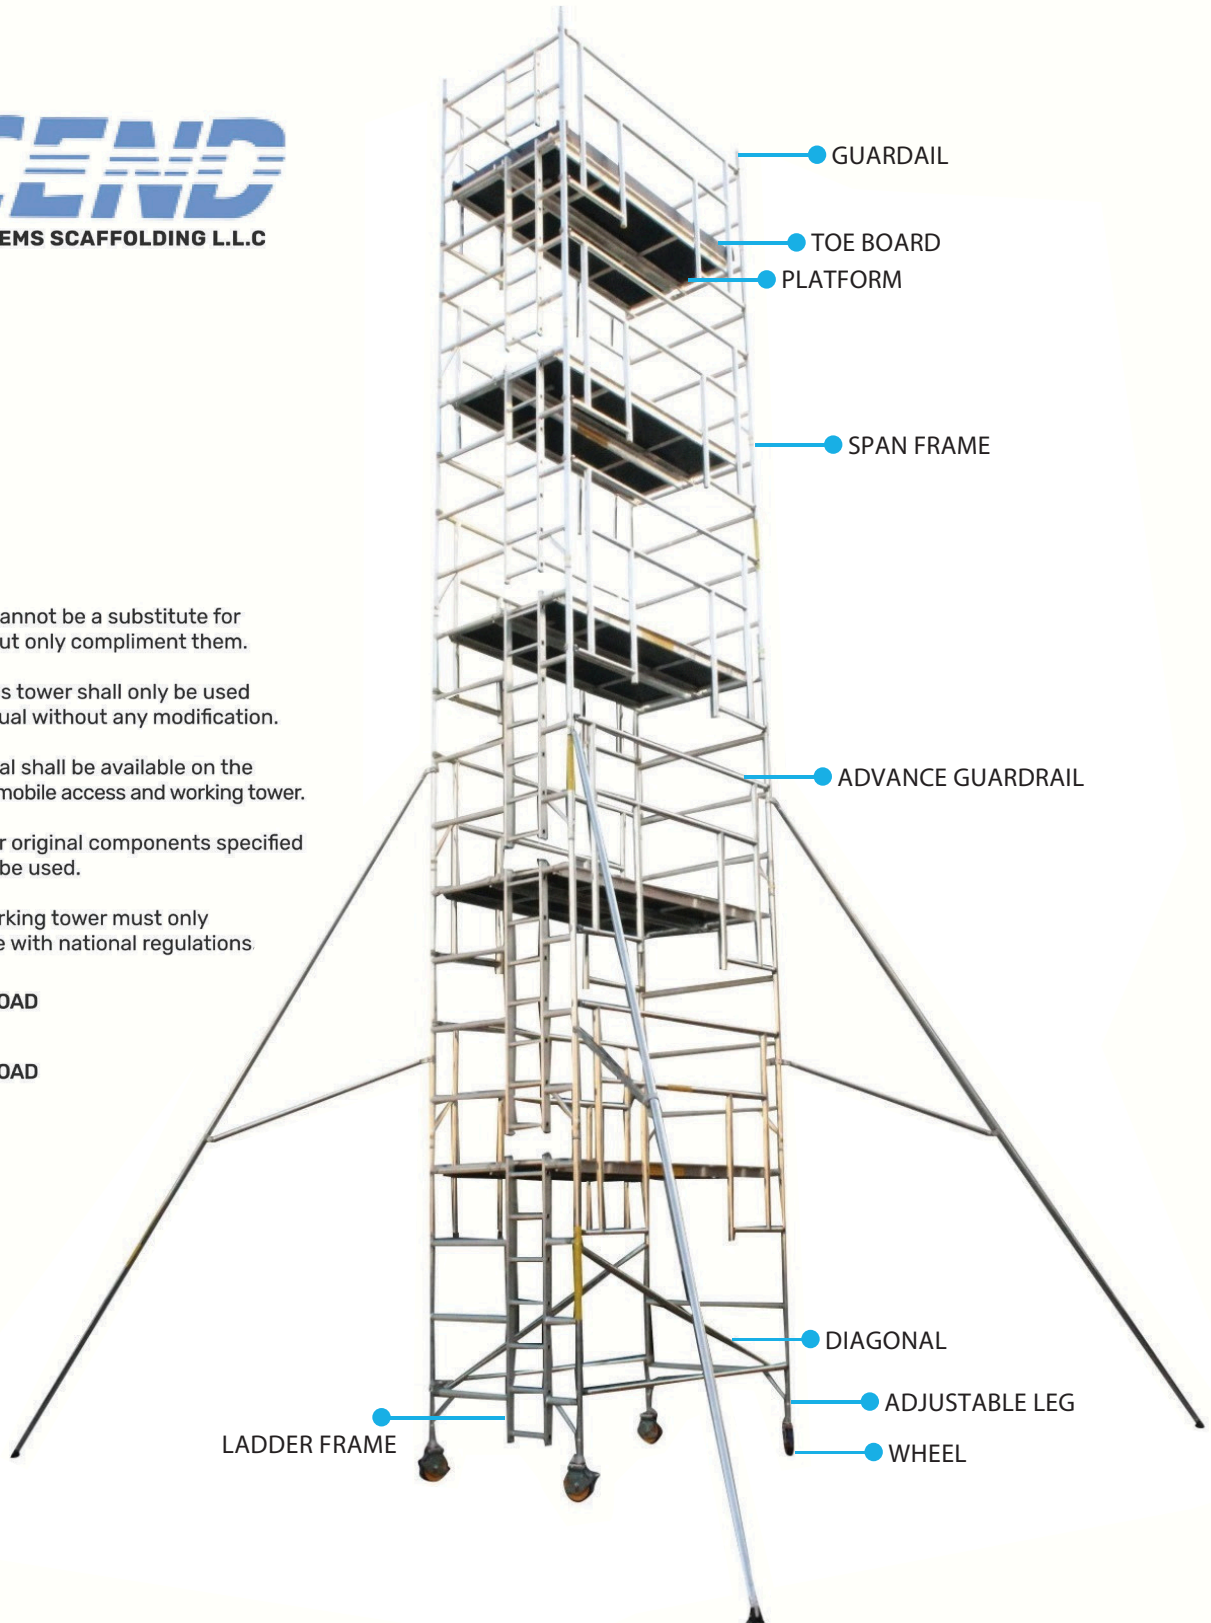 CEND
EMS SCAFFOLDING L.L.C
GUARDAIL
TOE BOARD
PLATFORM
SPAN FRAME
annot be a substitute for
ut only compliment them.
s tower shall only be used
ual without any modification.
al shall be available on the
mobile access and working tower.
r original components specified
be used.
rking tower must only
e with national regulations
OAD
OAD
ADVANCE GUARDRAIL
DIAGONAL
ADJUSTABLE LEG
WHEEL
LADDER FRAME